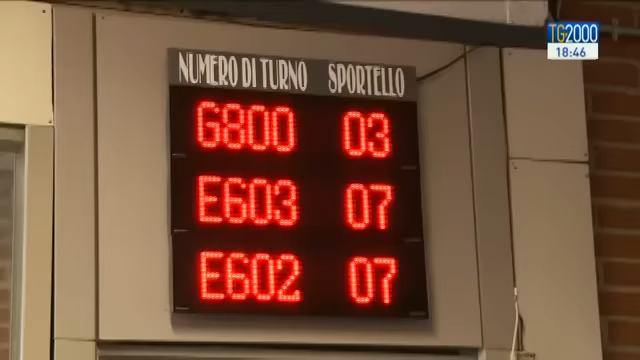 TG2000
18:46
NUMERO DI TURNO SPORTELLO
G800 03
E603 07
E602 07